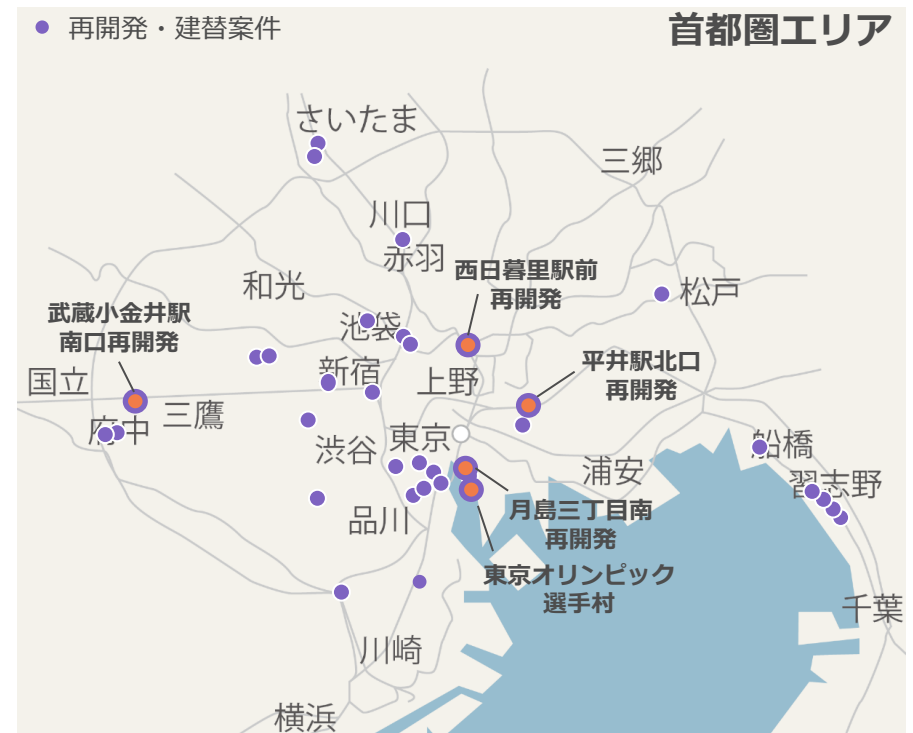 再開発・建替案件
首都圏エリア
さいたま
三郷
川口
赤羽
西日暮里駅前
再開発
和光
松戸
武蔵小金井駅
南口再開発
池袋
平井駅北口
再開発
国立
新宿
上野
三鷹
府中
渋谷
東京
船橋
浦安
習志野
品川
月島三丁目南
再開発
東京オリンピック
選手村
千葉
川崎
横浜